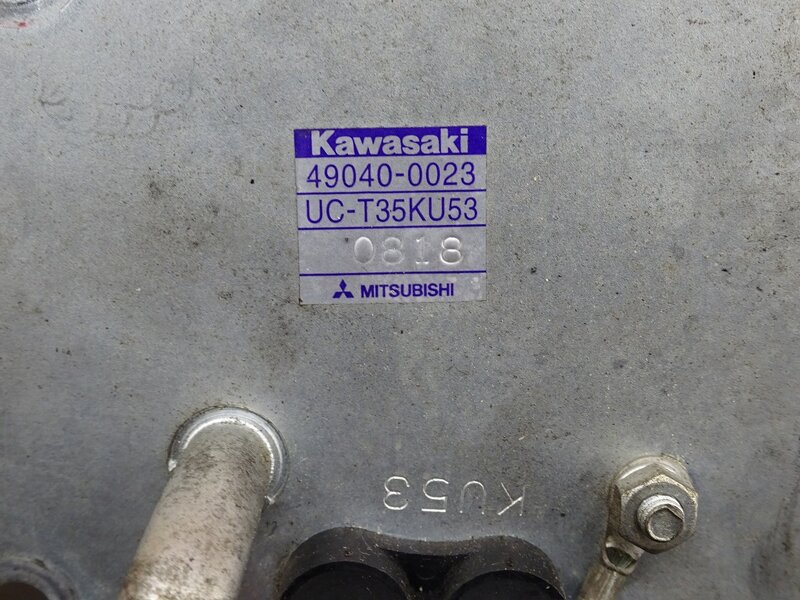 Kawasaki
49040-0023
UC-T35KU53
0818
MITSUBISHI
KU53